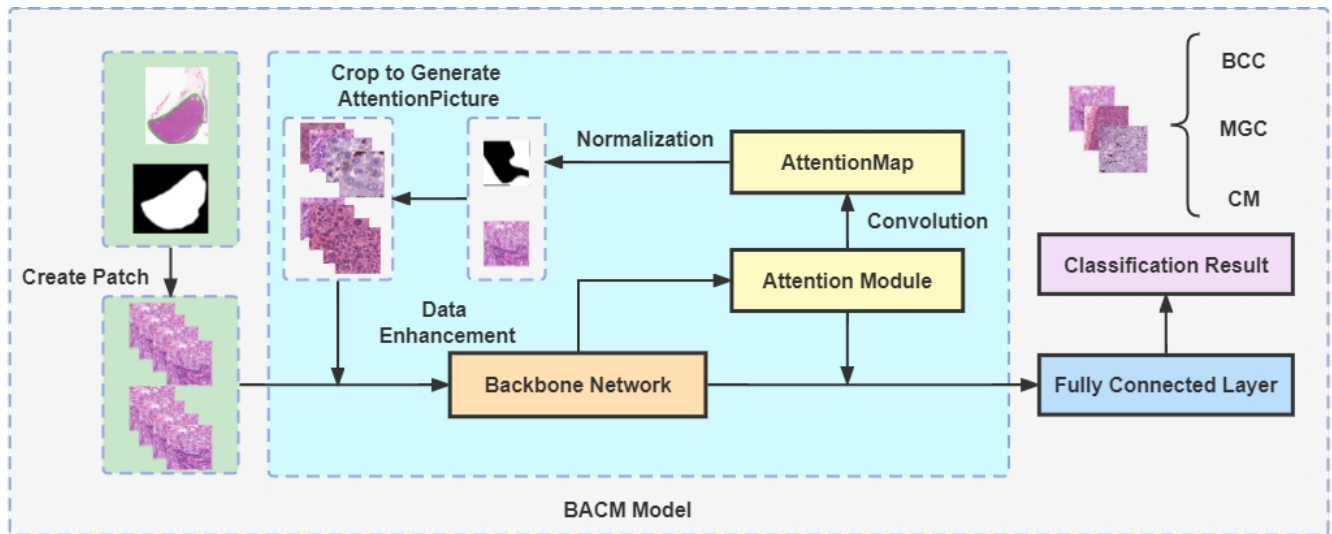 Crop to Generate
AttentionPicture
Normalization
AttentionMap
Convolution
Attention Module
Create Patch
Data
Enhancement
Backbone Network
BCC
MGC
CM
Classification Result
Fully Connected Layer
BACM Model